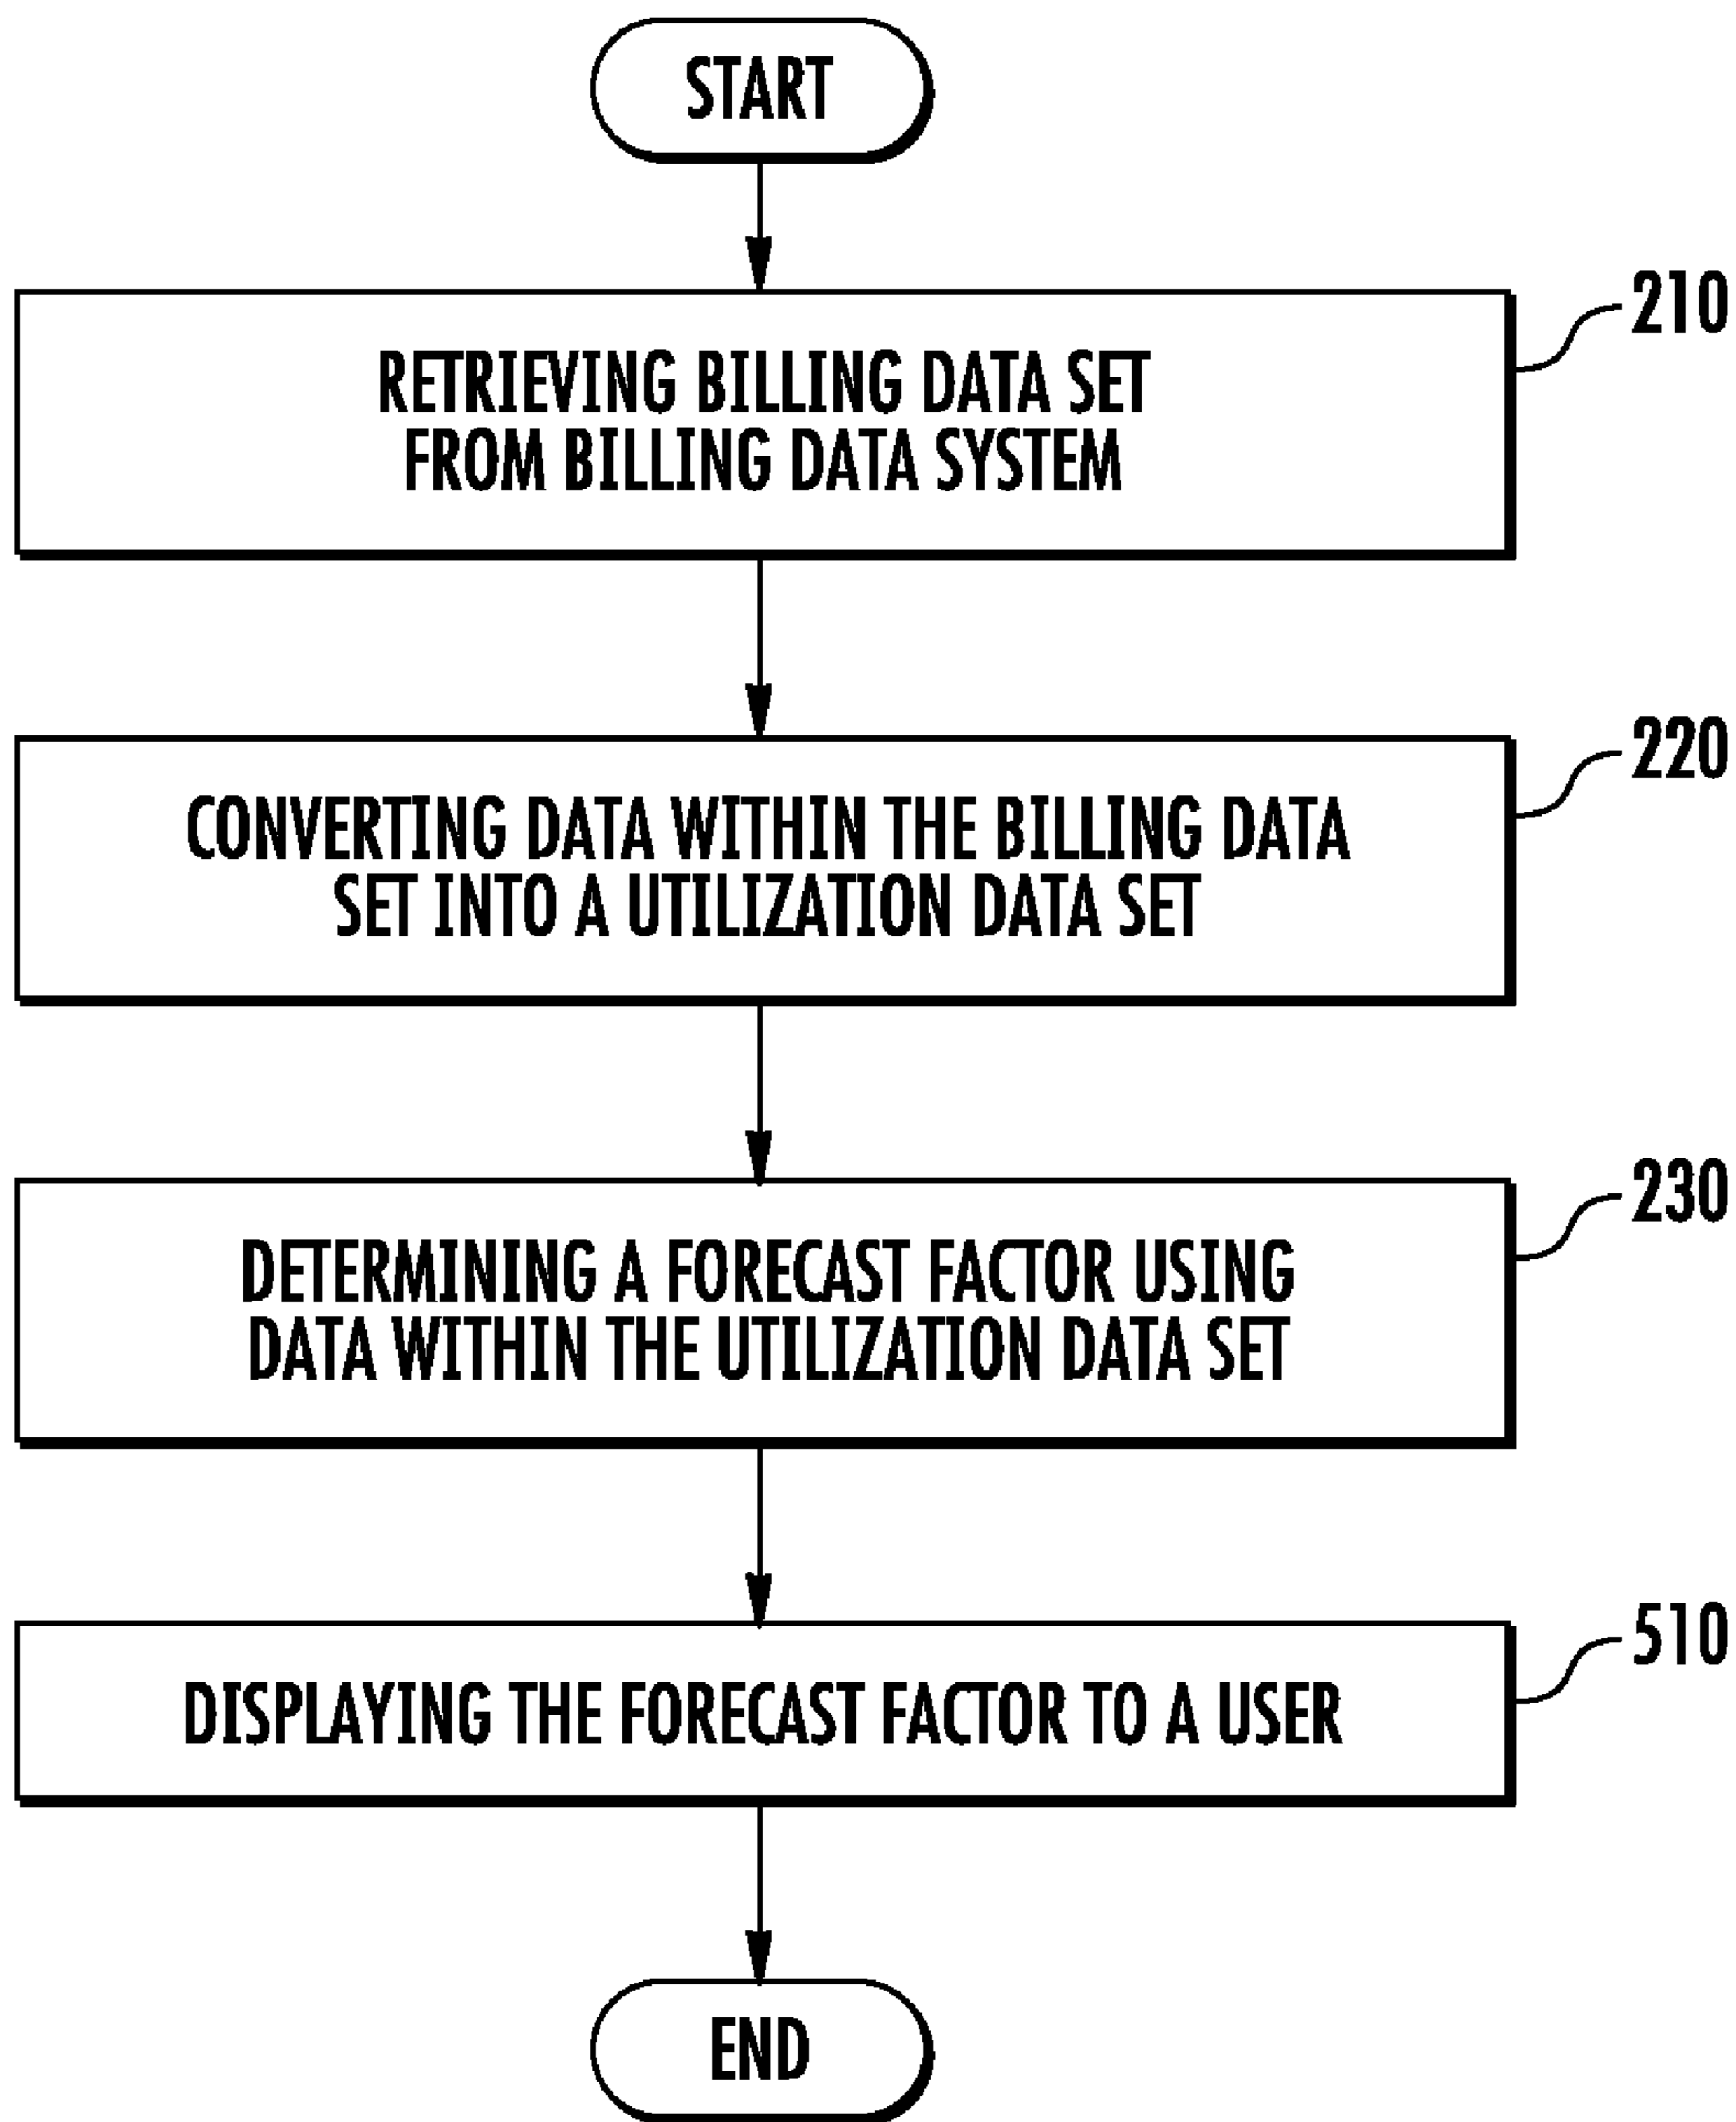 START
210
RETRIEVING BILLING DATA SET
FROM BILLING DATA SYSTEM
220
CONVERTING DATA WITHIN THE BILLING DATA
SET INTO A UTILIZATION DATA SET
230
DETERMINING A FORECAST FACTOR USING
DATA WITHIN THE UTILIZATION DATA SET
510
DISPLAYING THE FORECAST FACTOR TO A USER
END